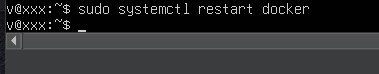 v@xxx:~$ sudo systemctl restart docker
v@xxx:~$ _